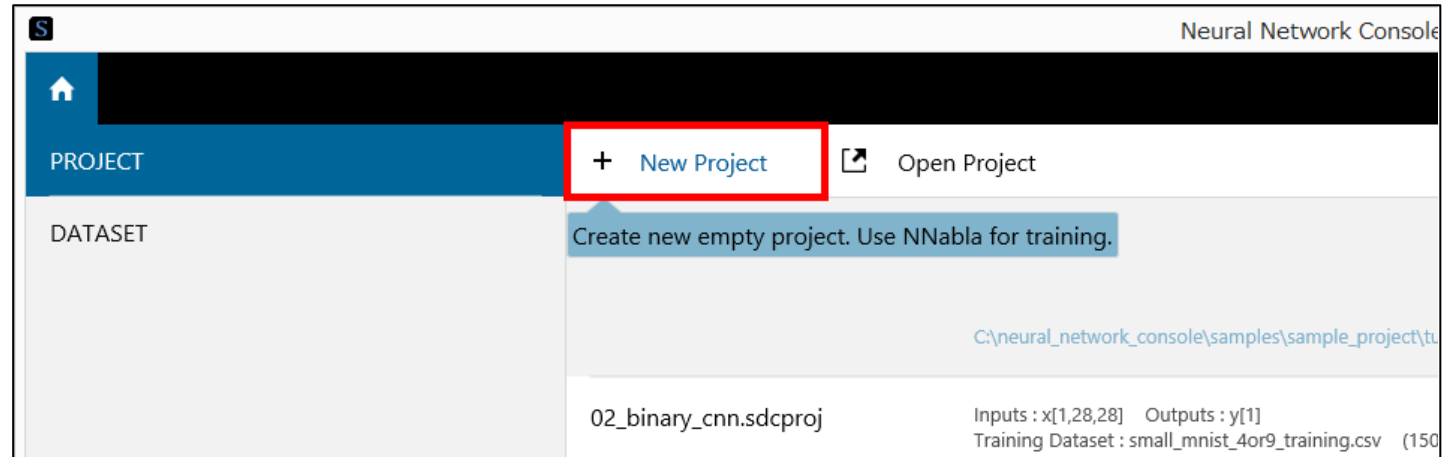 S
Neural Network Console
PROJECT
+ New Project
Open Project
DATASET
Create new empty project. Use NNabla for training.
C:\neural_network_console\samples\sample_project\tu
02_binary_cnn.sdcproj
Inputs : x[1,28,28] Outputs : y[1]
Training Dataset : small_mnist_4or9_training.csv (150